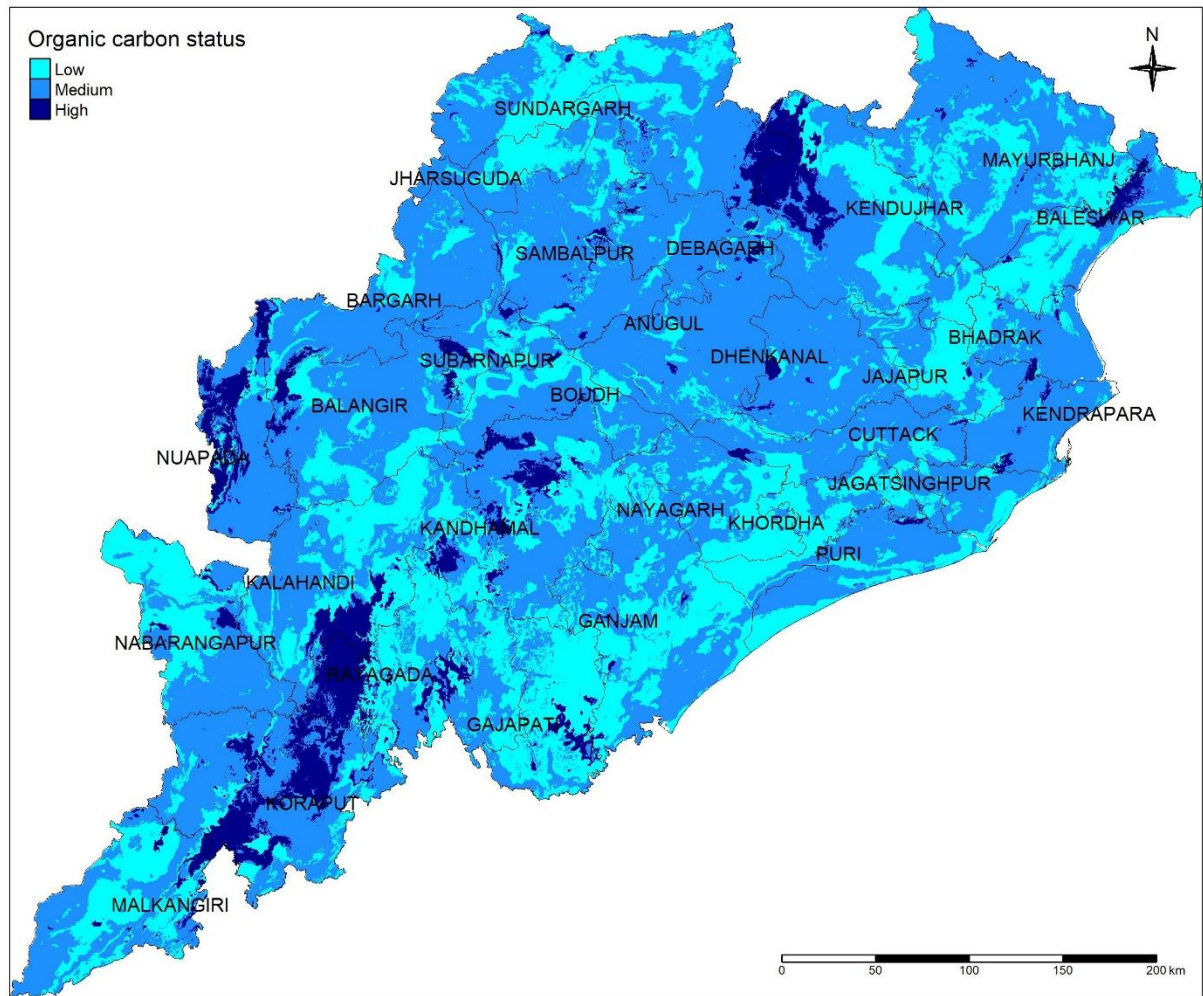 Organic carbon status
Low
Medium
High
N
SUNDARGARH
JHARSUGUDA
MAYURBHANJ
KENDUJHAR
BALESWAR
SAMBALPUR
DEBAGARH
BARGARH
ANUGUL
BHADRAK
SUBARNAPUR
DHENKANAL
JAJAPUR
BALANGIR
BOUDH
KENDRAPARA
CUTTACK
NUAPADA
JAGATSINGHPUR
NAYAGARH
KHORDHA
KANDHAMAL
PURI
KALAHANDI
GANJAM
NABARANGAPUR
RAYAGADA
GAJAPATI
KORAPUT
MALKANGIRI
0 50 100 150 200 km